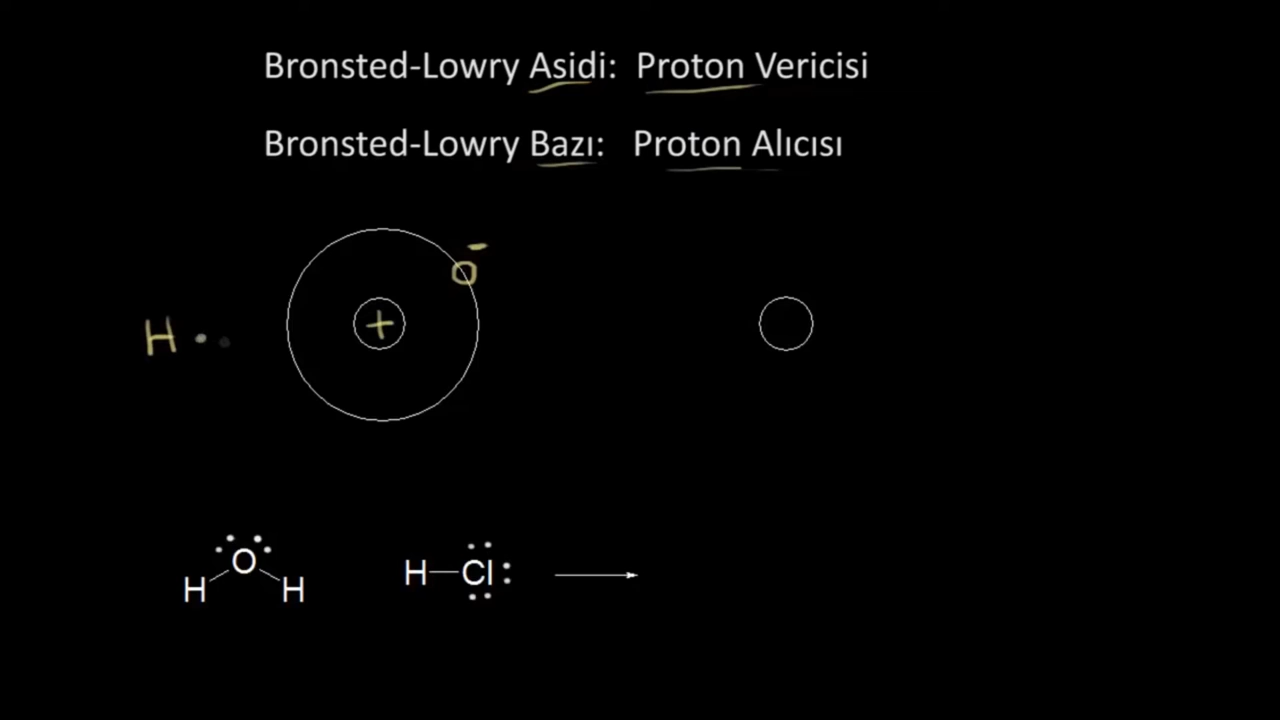 Bronsted-Lowry Asidi: Proton Vericisi
Bronsted-Lowry Bazı: Proton Alıcısı
-
H
+
O
H
H
H-Cl